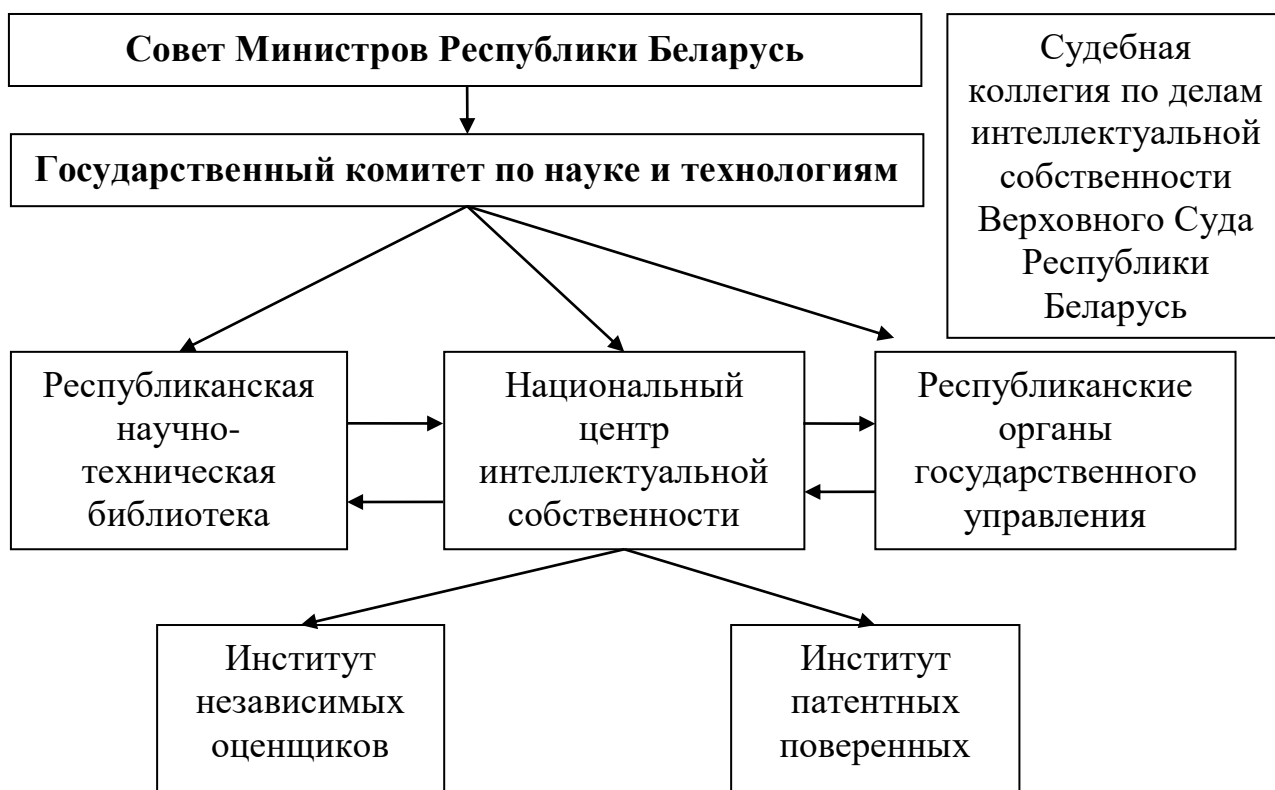 Совет Министров Республики Беларусь
Государственный комитет по науке и технологиям
Судебная
коллегия по делам
интеллектуальной
собственности
Верховного Суда
Республики
Беларусь
Республиканская
научно-
техническая
библиотека
Национальный
центр
интеллектуальной
собственности
Республиканские
органы
государственного
управления
Институт
независимых
оценщиков
Институт
патентных
поверенных